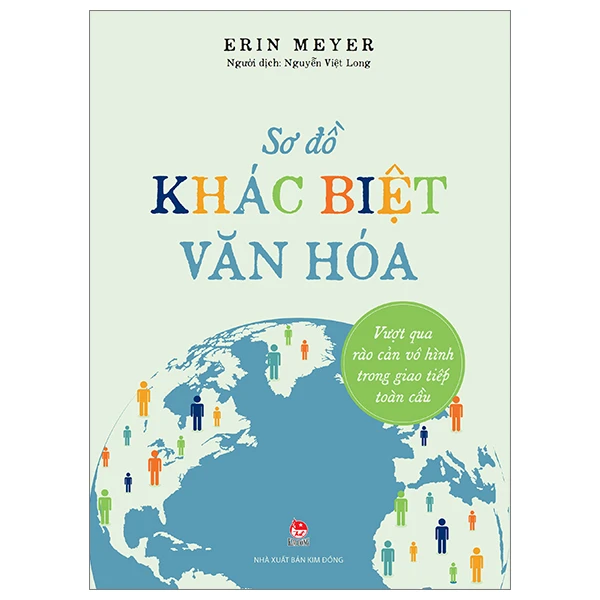 ERIN MEYER
Người dịch: Nguyễn Việt Long
Sơ đồ
KHÁC BIỆT
VĂN HÓA
Vượt qua
rào cản vô hình
trong giao tiếp
toàn cầu
NHÀ XUẤT BẢN KIM ĐỒNG